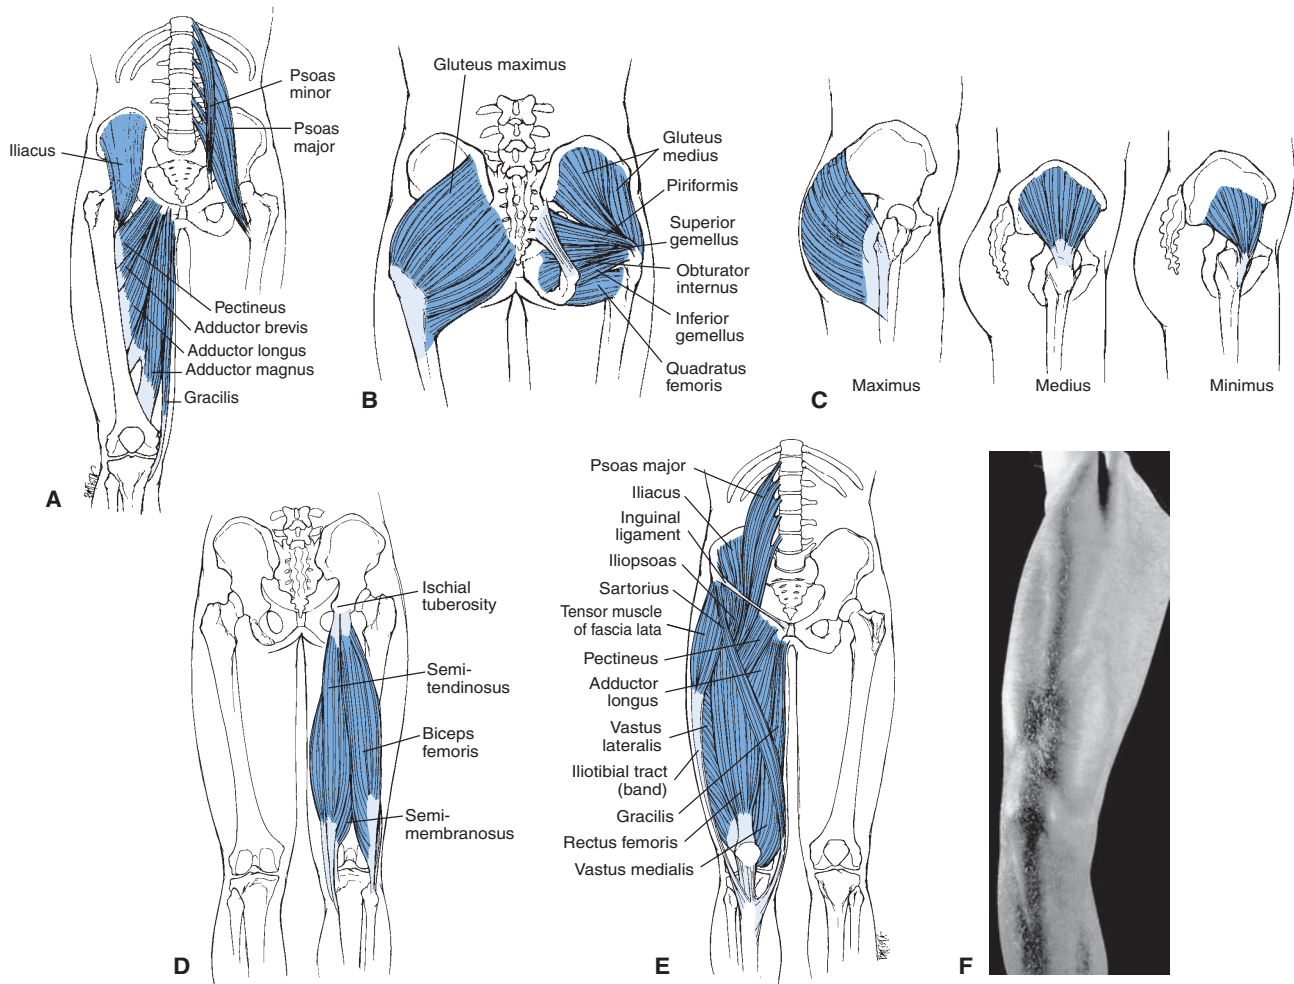 Psoas
minor
Psoas
major
Iliacus
Pectineus
Adductor brevis
Adductor longus
Adductor magnus
Gracilis
A
Gluteus maximus
Gluteus
medius
Piriformis
Superior
gemellus
Obturator
internus
Inferior
gemellus
Quadratus
femoris
B
Maximus
Medius
Minimus
C
Ischial
tuberosity
Semi-
tendinosus
Biceps
femoris
Semi-
membranosus
D
Psoas major
Iliacus
Inguinal
ligament
Iliopsoas
Sartorius
Tensor muscle
of fascia lata
Pectineus
Adductor
longus
Vastus
lateralis
Iliotibial tract
(band)
Gracilis
Rectus femoris
Vastus medialis
E
F